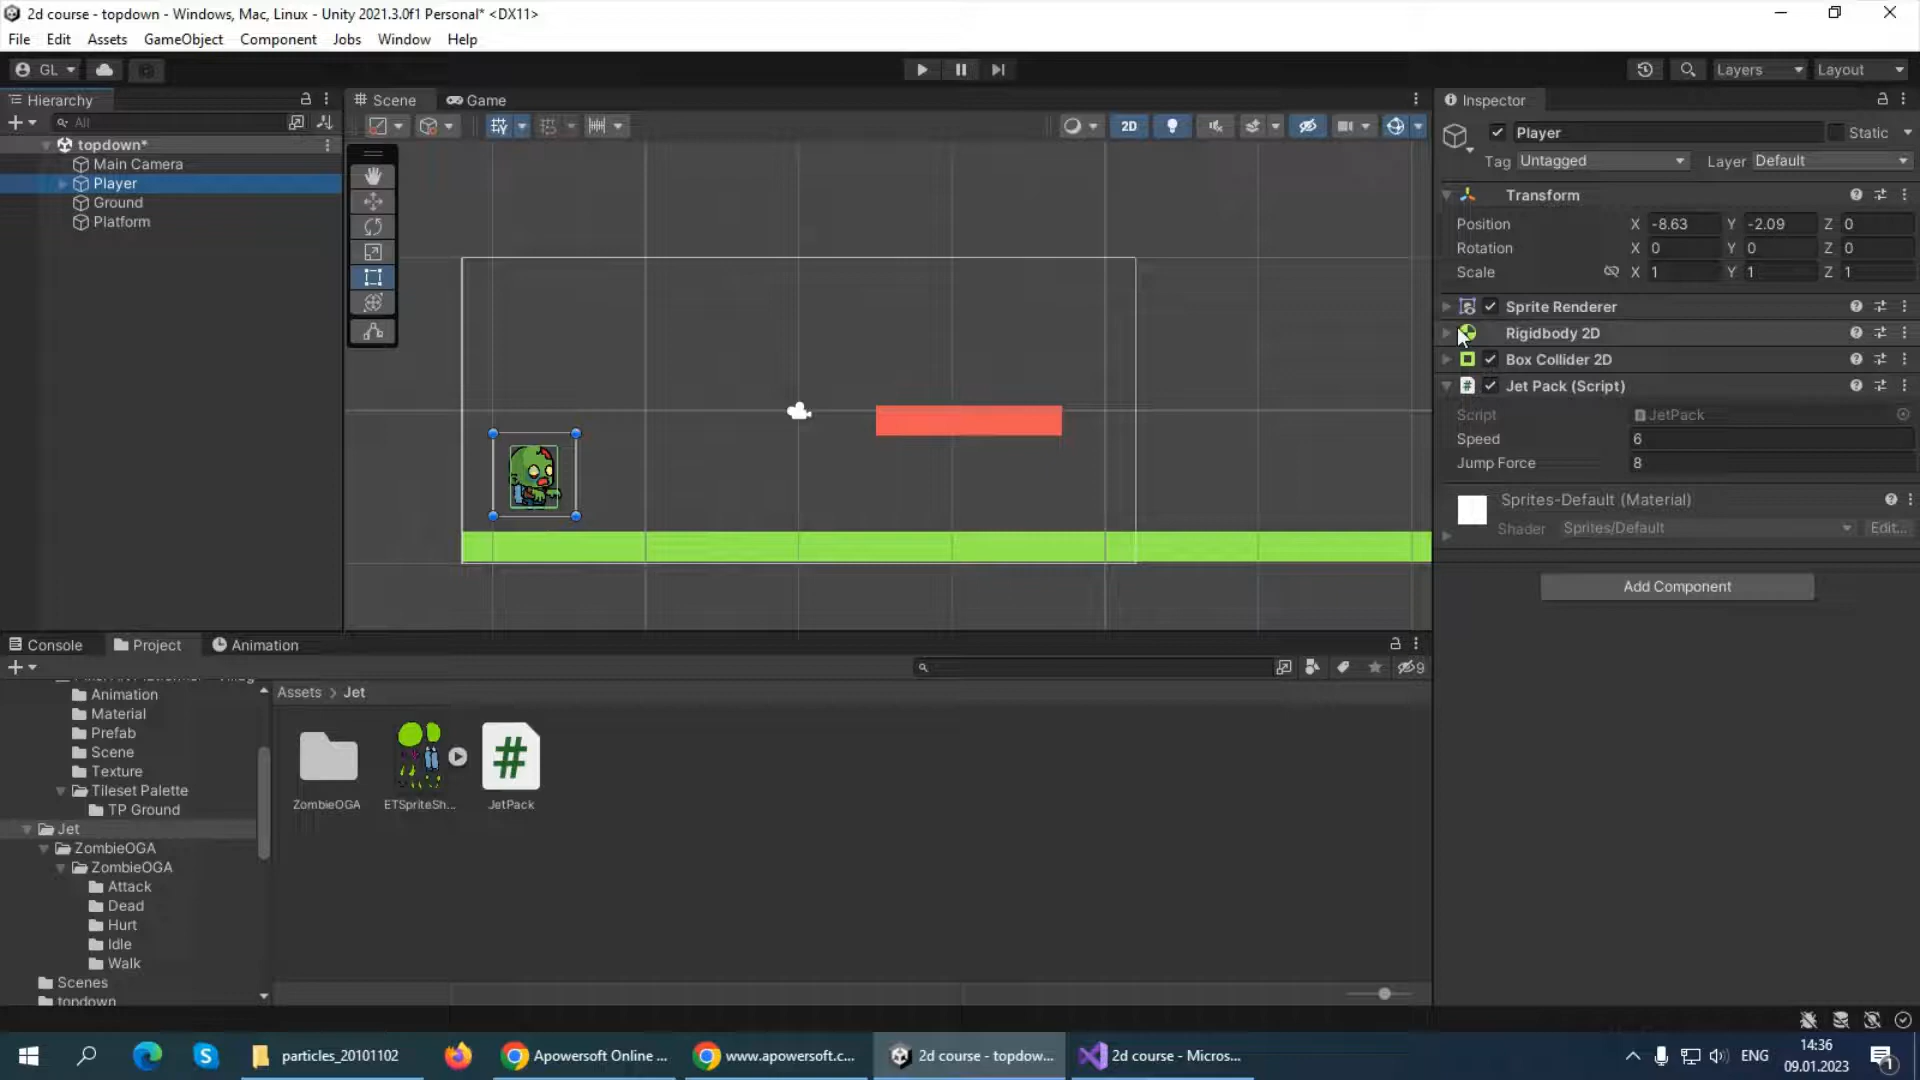 2d course - topdown - Windows, Mac, Linux - Unity 2021.3.0f1 Personal* <DX11>
File Edit Assets GameObject Component Jobs Window Help
GL Layers Layout
Hierarchy Scene Game Inspector
All 2D Player Static
topdown* Tag Untagged Layer Default
Main Camera
Player Transform
Ground Position X -8.63 Y -2.09 Z 0
Platform Rotation X 0 Y 0 Z 0
Scale X 1 Y 1 Z 1
Sprite Renderer
Rigidbody 2D
Box Collider 2D
# Jet Pack (Script)
Script JetPack
Speed 6
Jump Force 8
Sprites-Default (Material)
Shader Sprites/Default Edit...
Add Component
Console Project Animation
9
Assets > Jet
Animation
Material
Prefab
Scene
Texture
Tileset Palette
TP Ground
Jet
ZombieOGA
ZombieOGA
Attack
Dead
Hurt
Idle
Walk
Scenes
topdown
#
ZombieOGA ETSpriteSh... JetPack
particles_20101102 Apowersoft Online ... www.apowersoft.c... 2d course - topdow... 2d course - Micros... ENG 14:36
09.01.2023
1